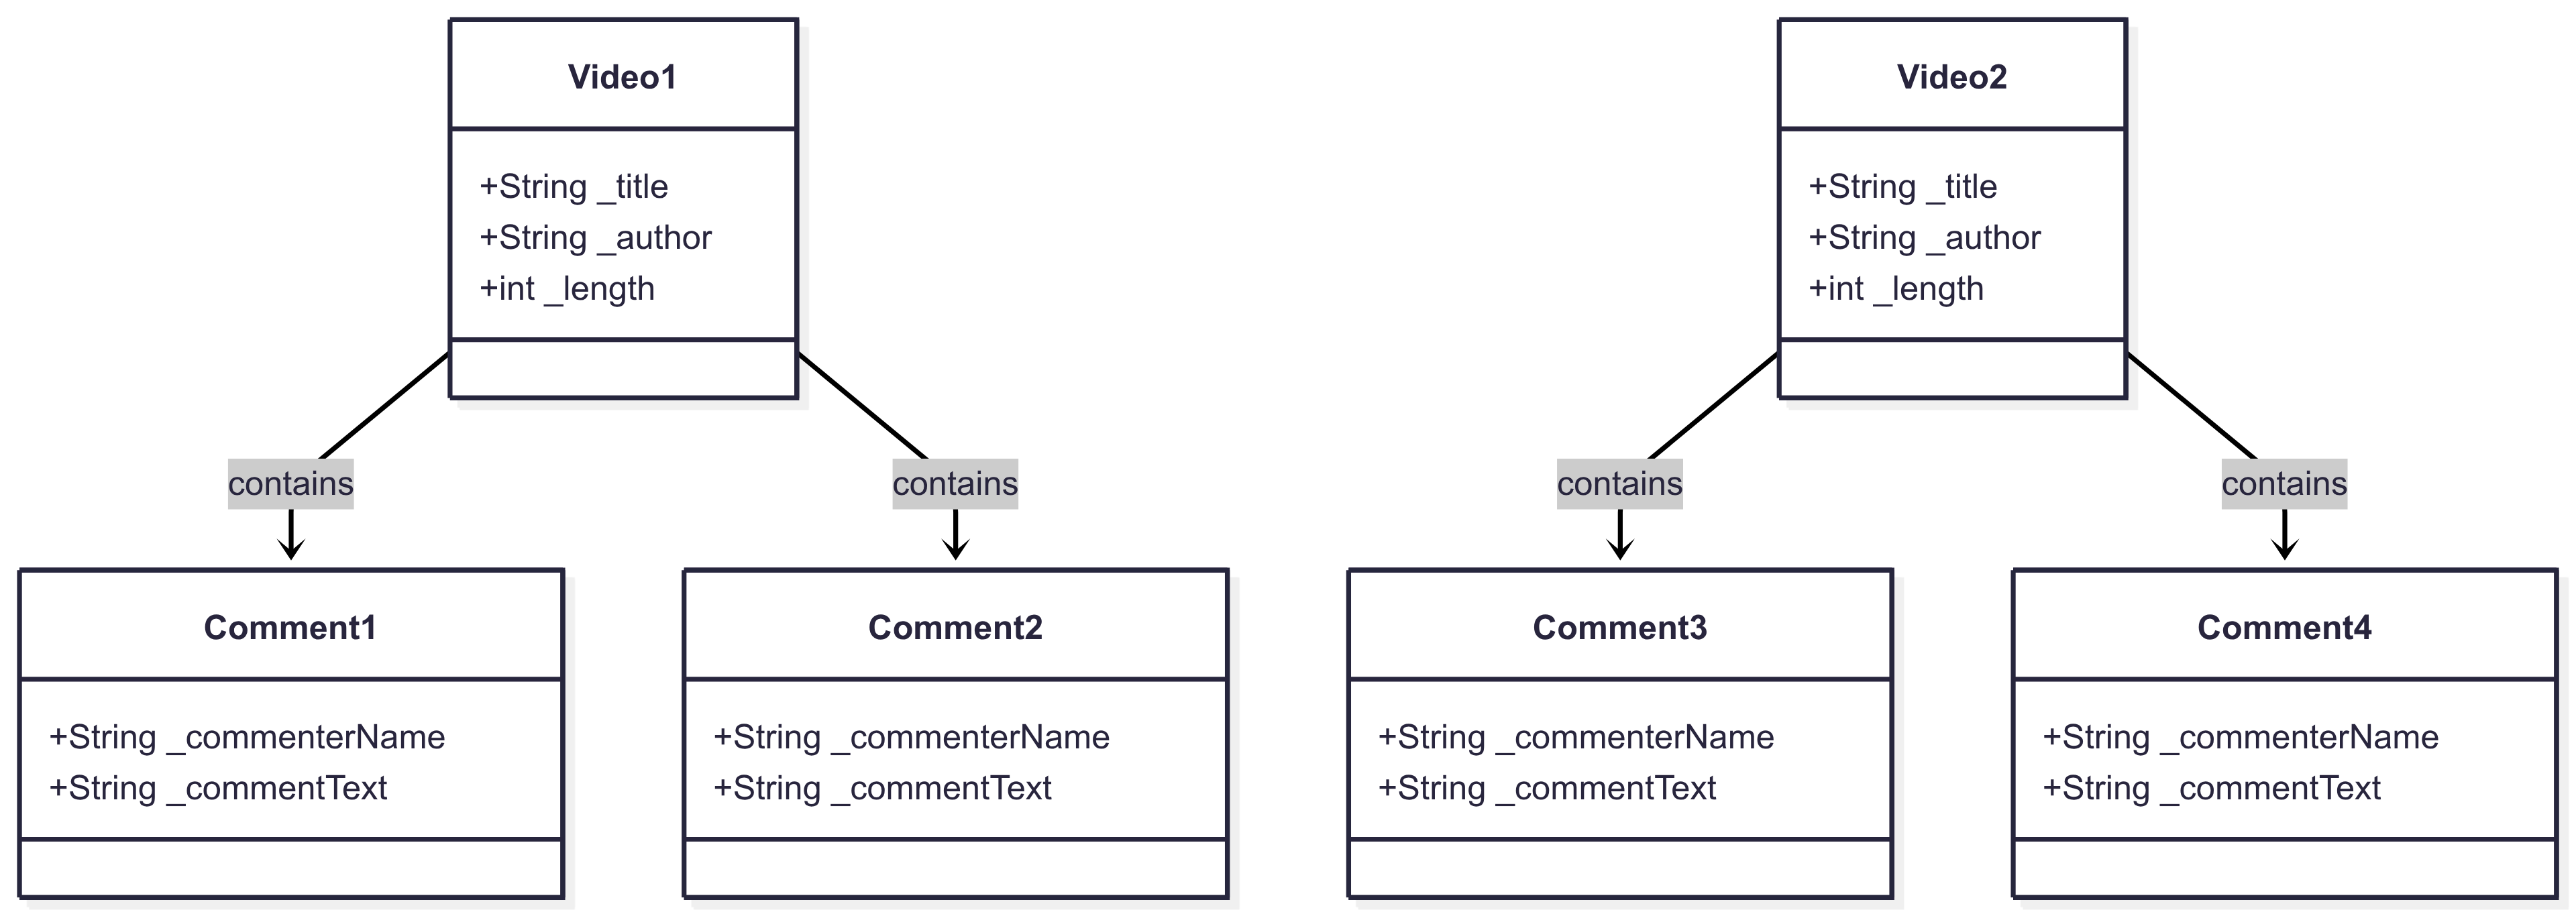 Video1
+String _title
+String _author
+int _length
Video2
+String _title
+String _author
+int _length
contains
contains
contains
contains
Comment1
+String _commenterName
+String _commentText
Comment2
+String _commenterName
+String _commentText
Comment3
+String _commenterName
+String _commentText
Comment4
+String _commenterName
+String _commentText